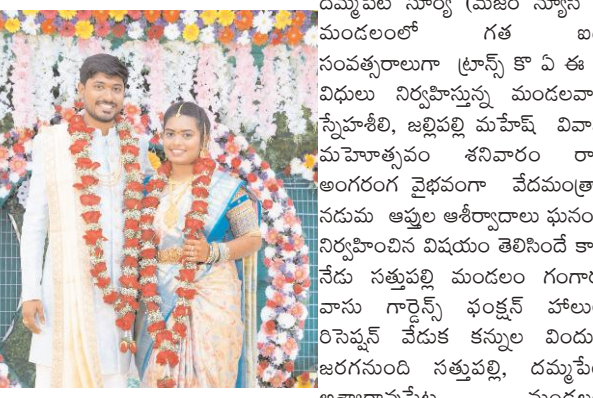 దమ్మపేట సూర్య (మేజర్ న్యూస్
మండలంలో గత ఐ
సంవత్సరాలుగా ట్రాన్స్ కొ ఏ ఈ
విధులు నిర్వహిస్తున్న మండలవా
స్నేహశీలి, జల్లిపల్లి మహేష్ వివా
మహెూత్సవం శనివారం రా
అంగరంగ వైభవంగా వేదమంత్రా
నడుమ ఆప్తుల ఆశీర్వాదాలు ఘనం
నిర్వహించిన విషయం తెలిసిందే కా
నేడు సత్తుపల్లి మండలం గంగా
వాసు గార్డెన్స్ ఫంక్షన్ హాలు
రిసెప్షన్ వేడుక కన్నుల విందు
జరగనుంది సత్తుపల్లి, దమ్మపే